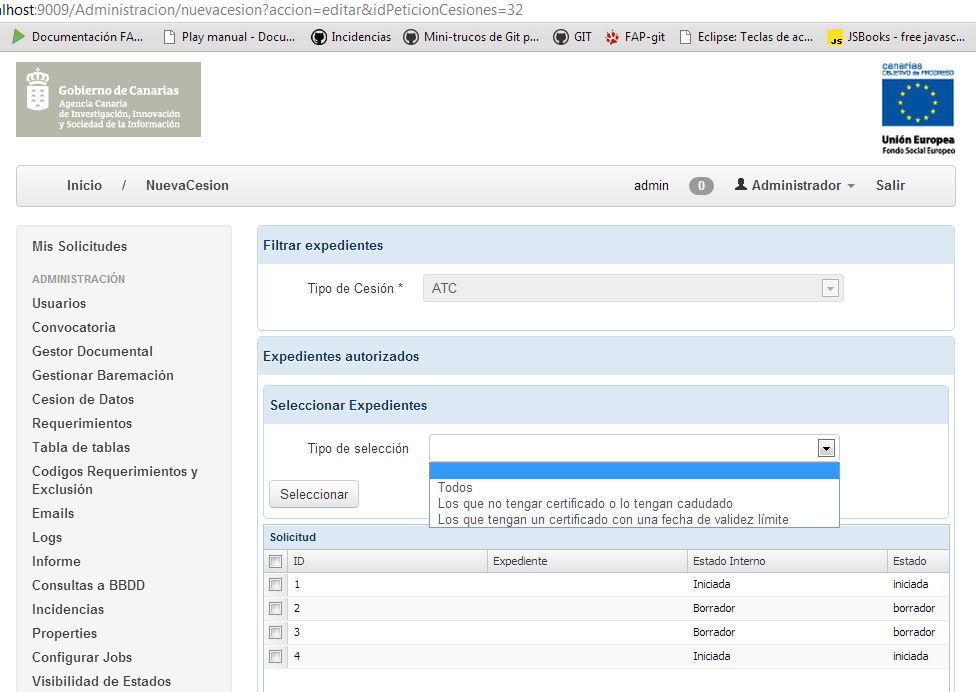 lhost:9009/Administracion/nuevacesion?accion=editar&idPeticionCesiones=32
Documentación FA... Play manual - Docu... Incidencias Mini-trucos de Git p... GIT FAP-git Eclipse: Teclas de ac... JS JSBooks - free javasc...
Gobierno de Canarias
Agencia Canaria
de Investigación, Innovación
y Sociedad de la Información
canarias
OBJETIVO de PROGRESO
Unión Europea
Fondo Social Europeo
Inicio / NuevaCesion admin 0 Administrador Salir
Mis Solicitudes
ADMINISTRACIÓN
Usuarios
Convocatoria
Gestor Documental
Gestionar Baremación
Cesion de Datos
Requerimientos
Tabla de tablas
Codigos Requerimientos y
Exclusión
Emails
Logs
Informe
Consultas a BBDD
Incidencias
Properties
Configurar Jobs
Visibilidad de Estados
Filtrar expedientes
Tipo de Cesión * ATC
Expedientes autorizados
Seleccionar Expedientes
Tipo de selección
Todos
Los que no tengar certificado o lo tengan cadudado
Los que tengan un certificado con una fecha de validez límite
Seleccionar
Solicitud
ID Expediente Estado Interno Estado
1 Iniciada iniciada
2 Borrador borrador
3 Borrador borrador
4 Iniciada iniciada